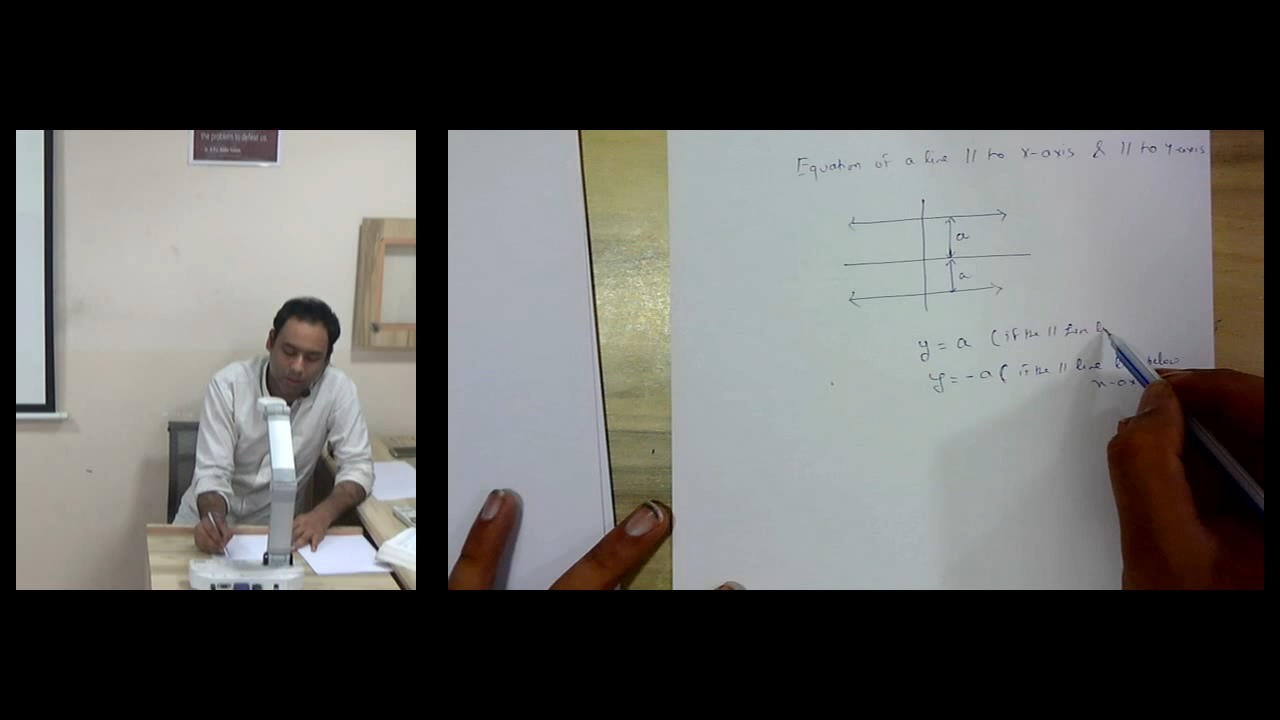 the problem to defeat us.
Equation of a line // to x-axis & // to y-axis
a
a
y = a ( if the // line
y = -a ( if the // line below
x-ax